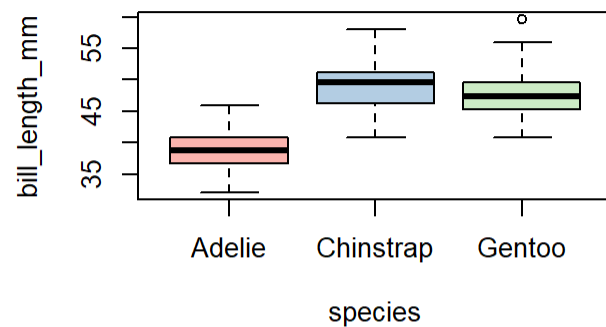 bill_length_mm
55
45
35
Adelie Chinstrap Gentoo
species